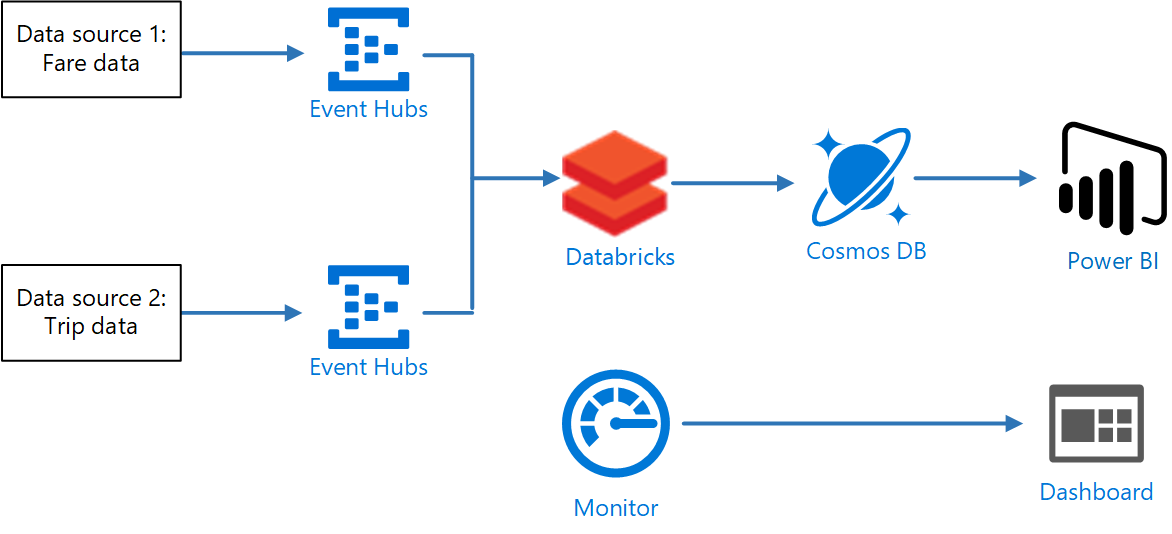 Data source 1:
Fare data
Event Hubs
Databricks
Cosmos DB
Power BI
Data source 2:
Trip data
Event Hubs
Monitor
Dashboard